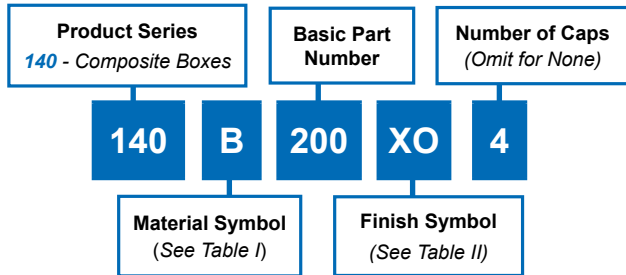 Product Series
140 - Composite Boxes
Basic Part
Number
Number of Caps
(Omit for None)
140 B 200 XO 4
Material Symbol
(See Table I)
Finish Symbol
(See Table II)